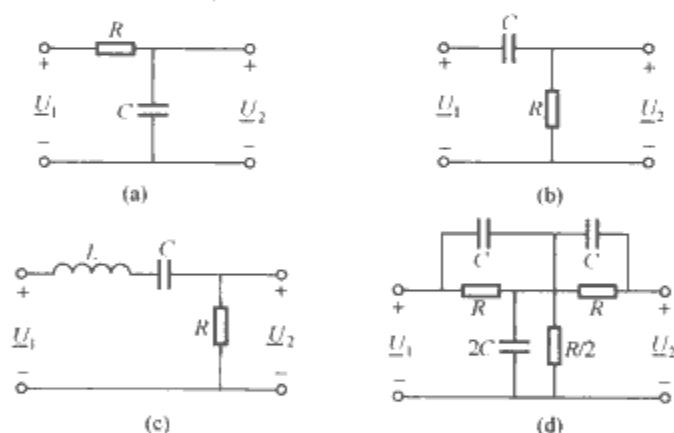 R
+ + 
U1 C U2
− −
(a)
C
+ +
U1 R U2
− −
(b)
L C
+ +
U1 R U2
− −
(c)
C C
R R
+ +
U1 2C R/2 U2
− −
(d)